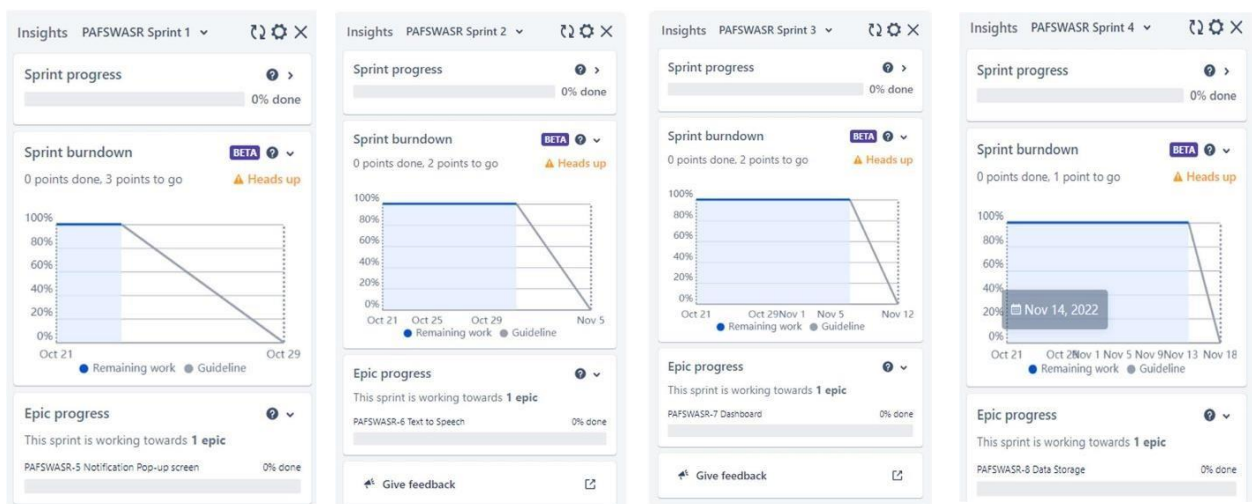 Insights PAFSWASR Sprint 1
Sprint progress
0% done
Sprint burndown BETA
0 points done, 3 points to go Heads up
100%
80%
60%
40%
20%
0%
Oct 21 Oct 29
Remaining work Guideline
Epic progress
This sprint is working towards 1 epic
PAFSWASR-5 Notification Pop-up screen 0% done
Insights PAFSWASR Sprint 2
Sprint progress
0% done
Sprint burndown BETA
0 points done, 2 points to go Heads up
100%
80%
60%
40%
20%
0%
Oct 21 Oct 25 Oct 29 Nov 5
Remaining work Guideline
Epic progress
This sprint is working towards 1 epic
PAFSWASR-6 Text to Speech 0% done
Give feedback
Insights PAFSWASR Sprint 3
Sprint progress
0% done
Sprint burndown BETA
0 points done, 2 points to go Heads up
100%
80%
60%
40%
20%
0%
Oct 21 Oct 29 Nov 1 Nov 5 Nov 12
Remaining work Guideline
Epic progress
This sprint is working towards 1 epic
PAFSWASR-7 Dashboard 0% done
Give feedback
Insights PAFSWASR Sprint 4
Sprint progress
0% done
Sprint burndown BETA
0 points done, 1 point to go Heads up
100%
80%
60%
40%
20%
Nov 14, 2022
0%
Oct 21 Oct Nov 1 Nov 5 Nov 9 Nov 13 Nov 18
Remaining work Guideline
Epic progress
This sprint is working towards 1 epic
PAFSWASR-8 Data Storage 0% done